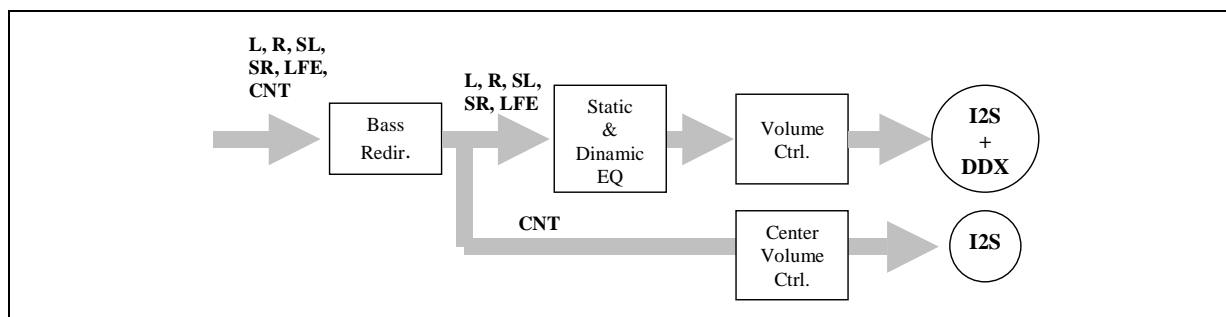 L, R, SL,
SR, LFE,
CNT
L, R, SL,
SR, LFE
Bass
Redir.
Static
&
Dinamic
EQ
Volume
Ctrl.
I2S
+
DDX
CNT
Center
Volume
Ctrl.
I2S